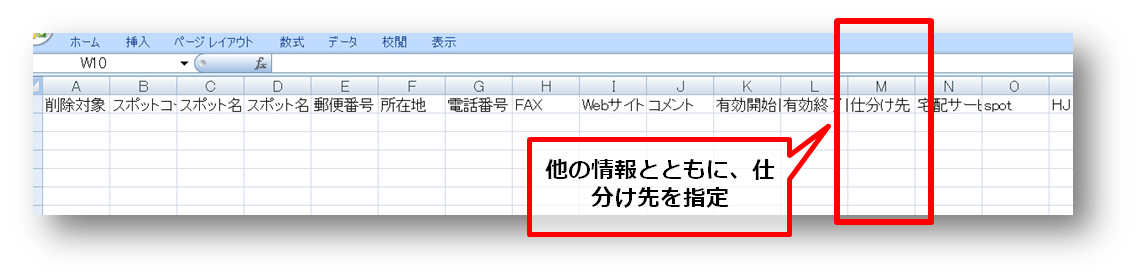 ホーム 挿入 ページ レイアウト 数式 データ 校閲 表示
W10 fx
A B C D E F G H I J K L M N O
削除対象 スポットコ スポット名 スポット名 郵便番号 所在地 電話番号 FAX Webサイト コメント 有効開始 有効終了 仕分け先 宅配サー spot HJ
他の情報とともに、仕
分け先を指定